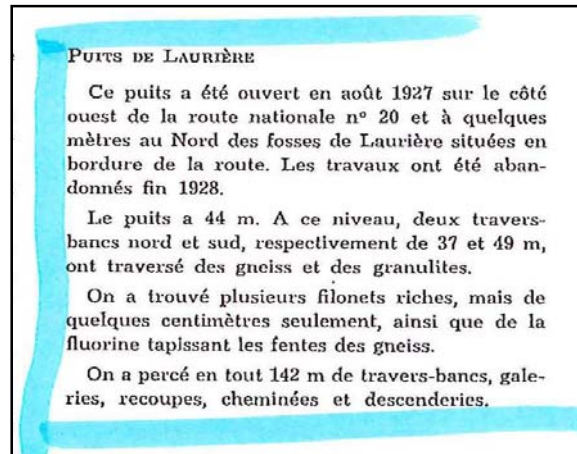 PUITS DE LAURIÈRE
Ce puits a été ouvert en août 1927 sur le côté
ouest de la route nationale n° 20 et à quelques
mètres au Nord des fosses de Laurière situées en
bordure de la route. Les travaux ont été aban-
donnés fin 1928.
Le puits a 44 m. A ce niveau, deux travers-
bancs nord et sud, respectivement de 37 et 49 m,
ont traversé des gneiss et des granulites.
On a trouvé plusieurs filonets riches, mais de
quelques centimètres seulement, ainsi que de la
fluorine tapissant les fentes des gneiss.
On a percé en tout 142 m de travers-bancs, gale-
ries, recoupes, cheminées et descenderies.